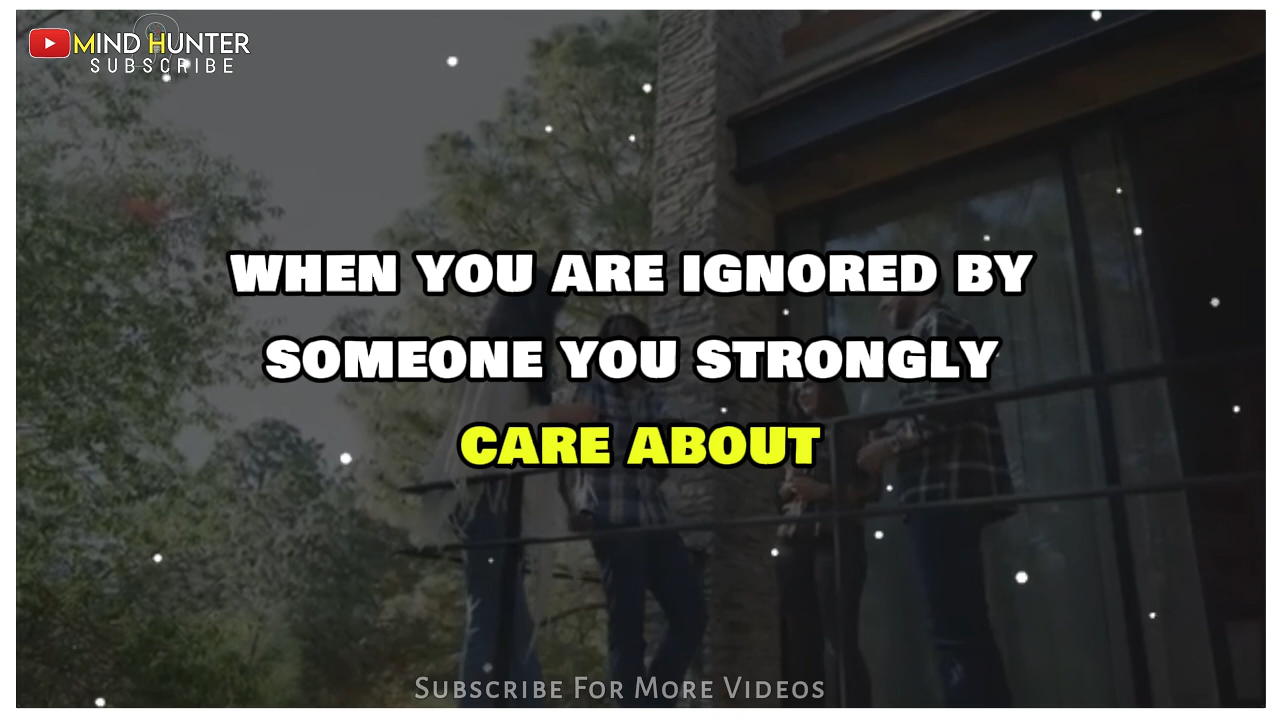 MIND HUNTER
SUBSCRIBE
WHEN YOU ARE IGNORED BY
SOMEONE YOU STRONGLY
CARE ABOUT
SUBSCRIBE FOR MORE VIDEOS